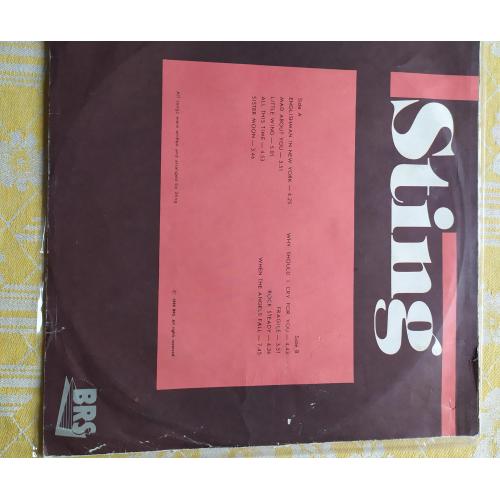 Sting
Side A
ENGLISHMAN IN NEW YORK — 4.25
MAD ABOUT YOU — 3.51
LITTLE WING — 5.01
ALL THIS TIME — 4.53
SISTER MOON — 3.46
Side B
WHY SHOULD I CRY FOR YOU — 4.43
FRAGILE — 3.51
ROCK STEADY — 4.26
WHEN THE ANGELS FALL — 7.45
All songs were written and arranged by Sting
BRS